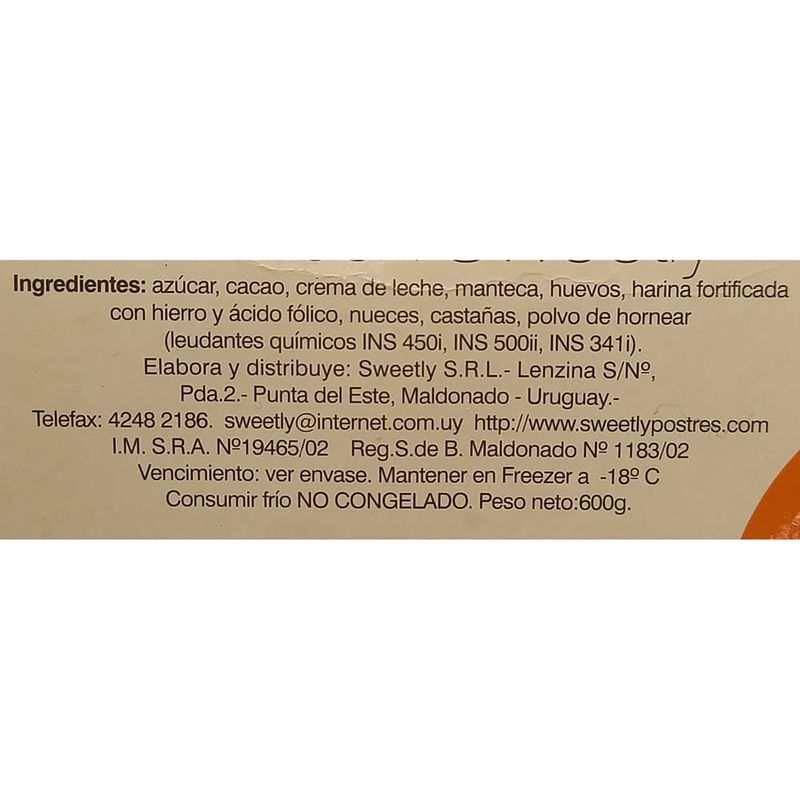 Ingredientes: azúcar, cacao, crema de leche, manteca, huevos, harina fortificada
con hierro y ácido fólico, nueces, castañas, polvo de hornear
(leudantes químicos INS 450i, INS 500ii, INS 341i).
Elabora y distribuye: Sweetly S.R.L.- Lenzina S/Nº,
Pda.2.- Punta del Este, Maldonado - Uruguay.-
Telefax: 4248 2186. sweetly@internet.com.uy http://www.sweetlypostres.com
I.M. S.R.A. Nº19465/02 Reg.S.de B. Maldonado Nº 1183/02
Vencimiento: ver envase. Mantener en Freezer a -18º C
Consumir frío NO CONGELADO. Peso neto:600g.